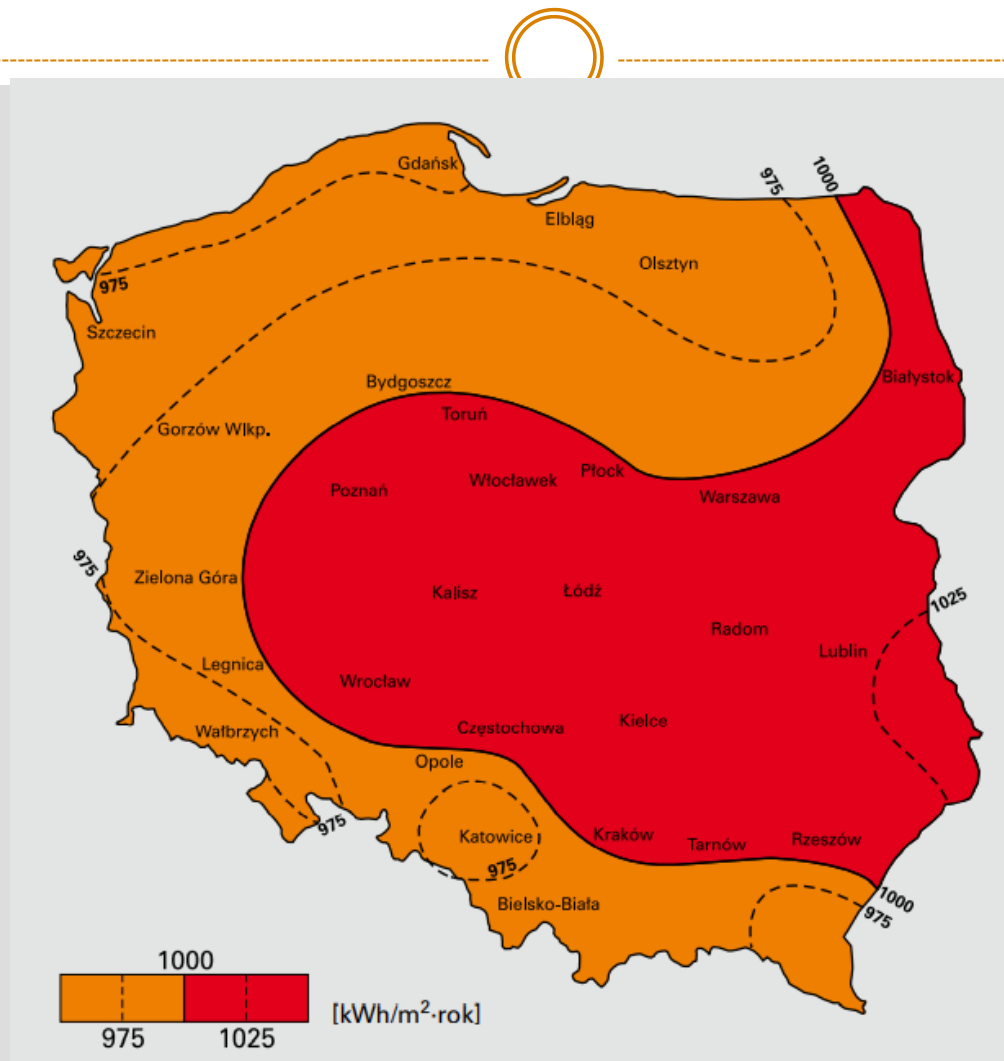 Gdańsk
975
1000
Elbląg
Olsztyn
975
Szczecin
Białystok
Bydgoszcz
Toruń
Gorzów Wlkp.
Płock
Włocławek
Poznań
Warszawa
975
Zielona Góra
Kalisz
Łódź
1025
Radom
Lublin
Legnica
Wrocław
Kielce
Częstochowa
Wałbrzych
Opole
975
Katowice
Kraków
Tarnów
Rzeszów
975
Bielsko-Biała
1000
975
1000
[kWh/m²·rok]
975
1025